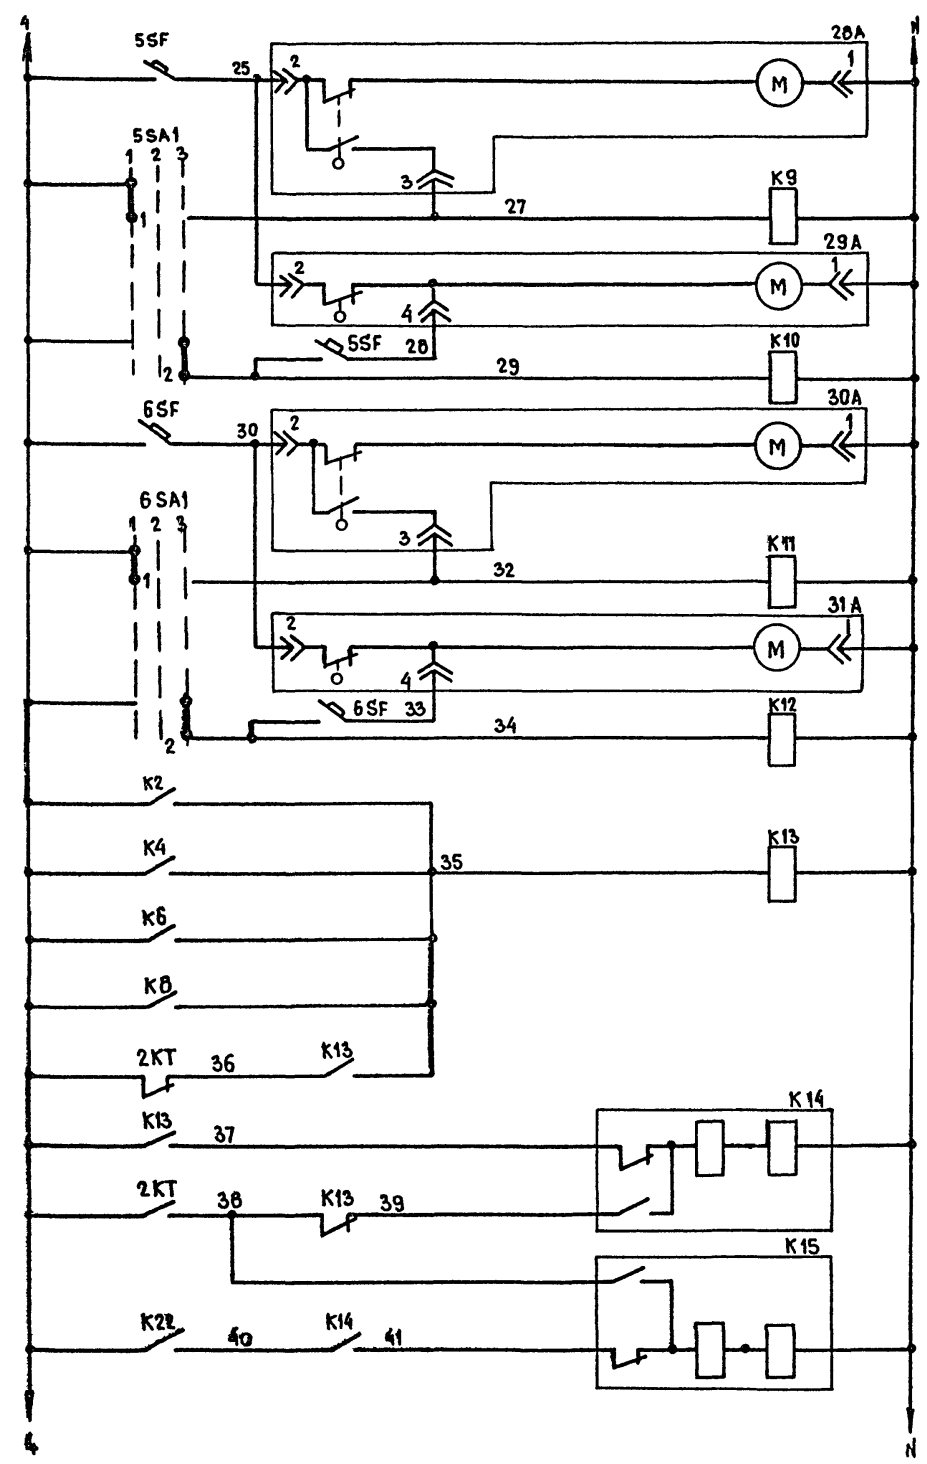 4 N
5SF 25 2 1 28A
M
5SA1
1 2 3
3
1 27 K9
29A
2 1
M
4
5SF 28 K10
2 29
6SF 30 2 1 30A
M
6SA1
1 2 3
3
1 32 K11
31A
2 1
M
4
6SF 33 K12
2 34
K2
K4 35 K13
K6
K8
2KT 36 K13
K13 37 K14
2KT 38 K13 39
K15
K22 40 K14 41
4 N